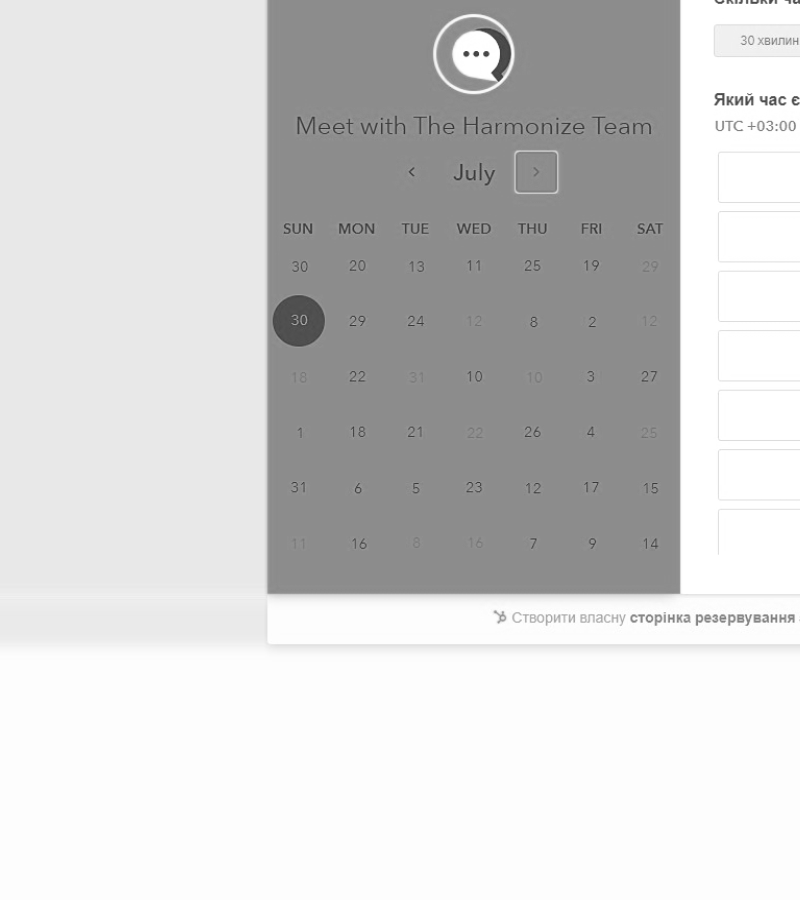 30 хвилин
Meet with The Harmonize Team
Який час є
UTC +03:00
July
SUN MON TUE WED THU FRI SAT
30 20 13 11 25 19 29
30 29 24 12 8 2 12
18 22 31 10 10 3 27
1 18 21 22 26 4 25
31 6 5 23 12 17 15
11 16 8 16 7 9 14
Створити власну сторінка резервування